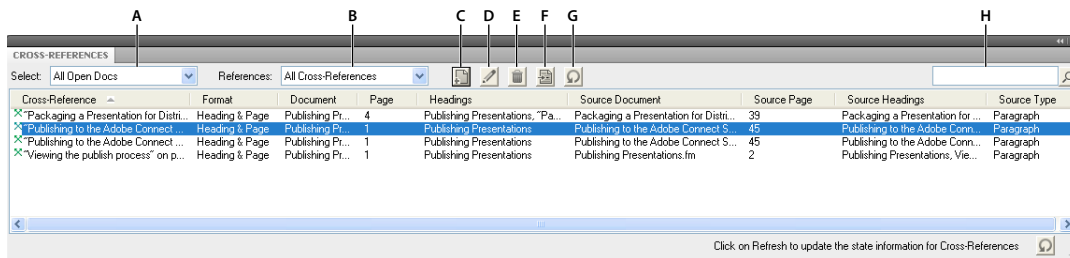 A B C D E F G H
CROSS-REFERENCES
Select: All Open Docs References: All Cross-References
Cross-Reference Format Document Page Headings Source Document Source Page Source Headings Source Type
"Packaging a Presentation for Distri... Heading & Page Publishing Pr... 4 Publishing Presentations, "Pa... Packaging a Presentation for Distri... 39 Packaging a Presentation for ... Paragraph
"Publishing to the Adobe Connect ... Heading & Page Publishing Pr... 1 Publishing Presentations Publishing to the Adobe Connect S... 45 Publishing to the Adobe Conn... Paragraph
"Publishing to the Adobe Connect ... Heading & Page Publishing Pr... 1 Publishing Presentations Publishing to the Adobe Connect S... 45 Publishing to the Adobe Conn... Paragraph
"Viewing the publish process" on p... Heading & Page Publishing Pr... 1 Publishing Presentations Publishing Presentations.fm 2 Publishing Presentations, Vie... Paragraph
Click on Refresh to update the state information for Cross-References